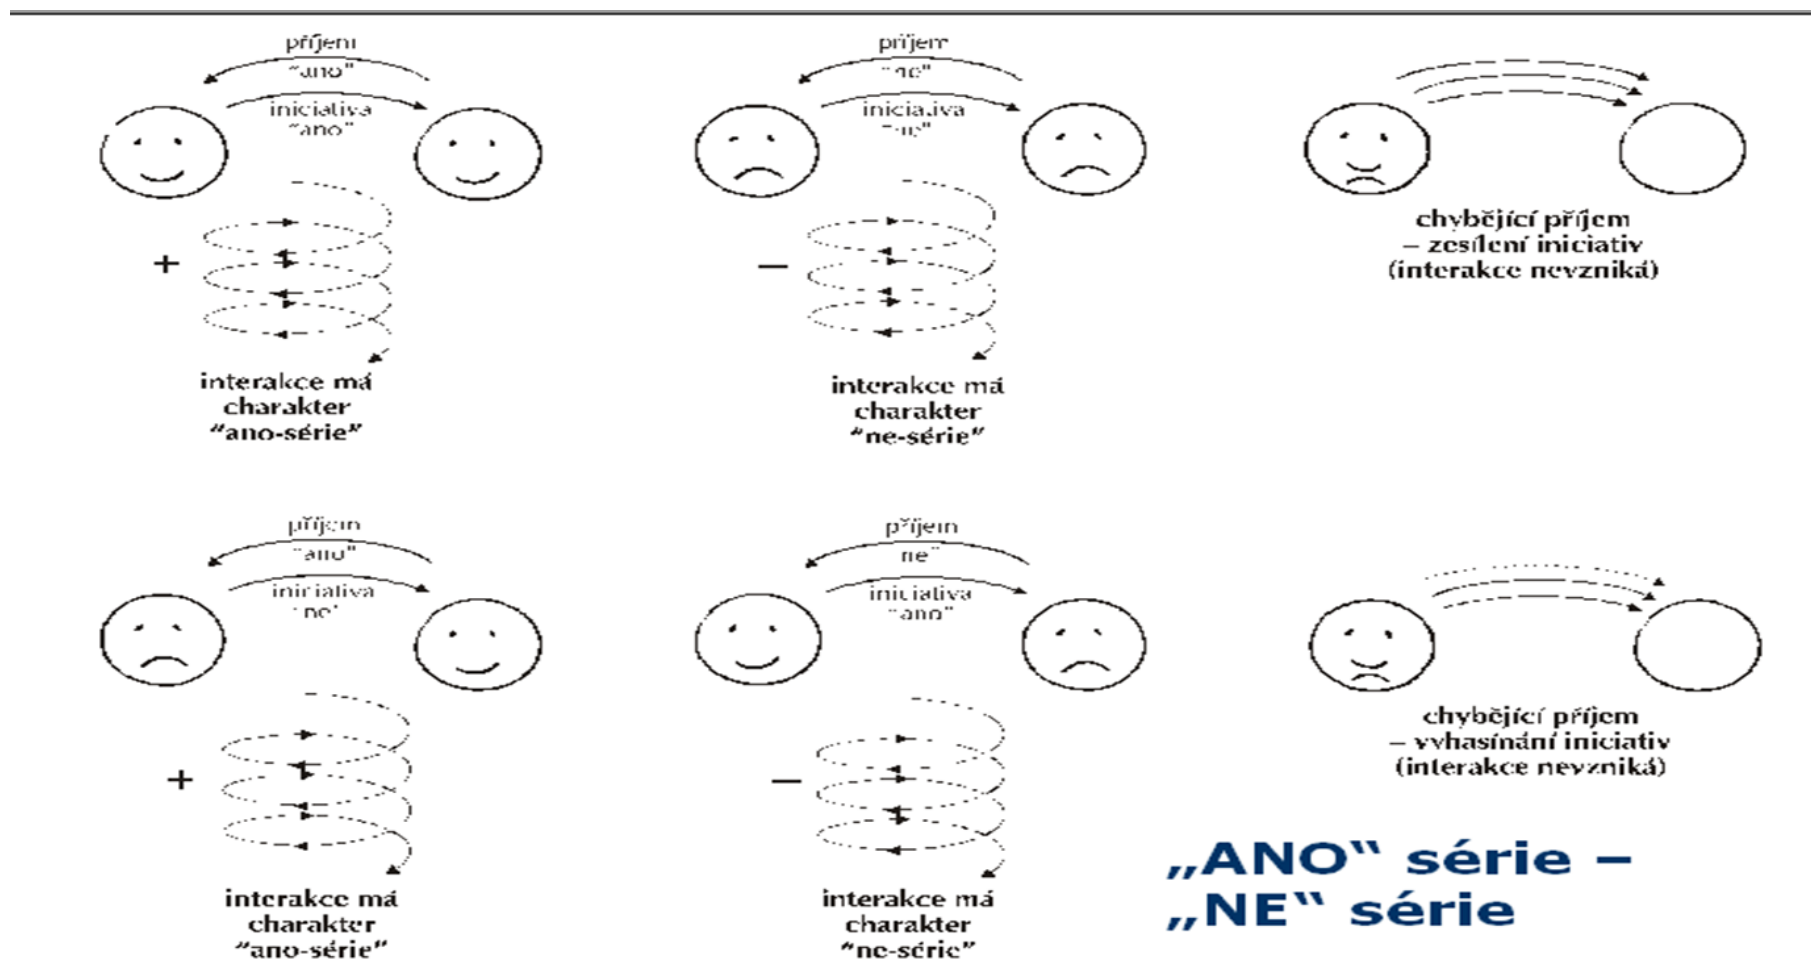 příjem
"ano"
iniciativa
"ano"
+
interakce má
charakter
"ano-série"
příjem
"ne"
iniciativa
"ne"
–
interakce má
charakter
"ne-série"
chybějící příjem
– zesílení iniciativ
(interakce nevzniká)
příjem
"ano"
iniciativa
"ne"
+
interakce má
charakter
"ano-série"
příjem
ne"
iniciativa
"ano"
–
interakce má
charakter
"ne-série"
chybějící příjem
– vyhasínání iniciativ
(interakce nevzniká)
„ANO“ série –
„NE“ série